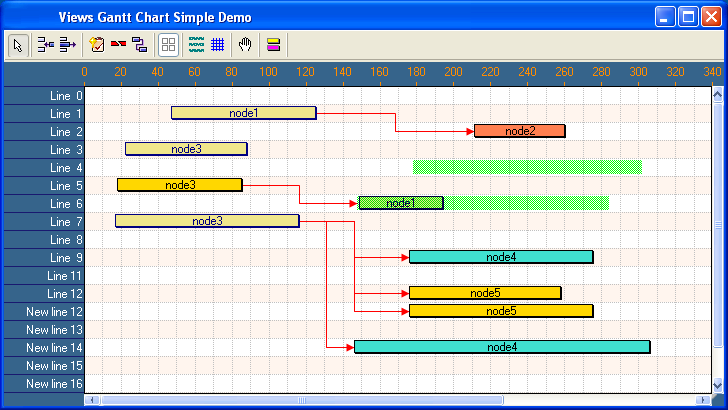 Views Gantt Chart Simple Demo
0 20 40 60 80 100 120 140 160 180 200 220 240 260 280 300 320 340
Line 0
Line 1 node1
Line 2 node2
Line 3 node3
Line 4
Line 5 node3
Line 6 node1
Line 7 node3
Line 8
Line 9 node4
Line 11
Line 12 node5
New line 12 node5
New line 13
New line 14 node4
New line 15
New line 16